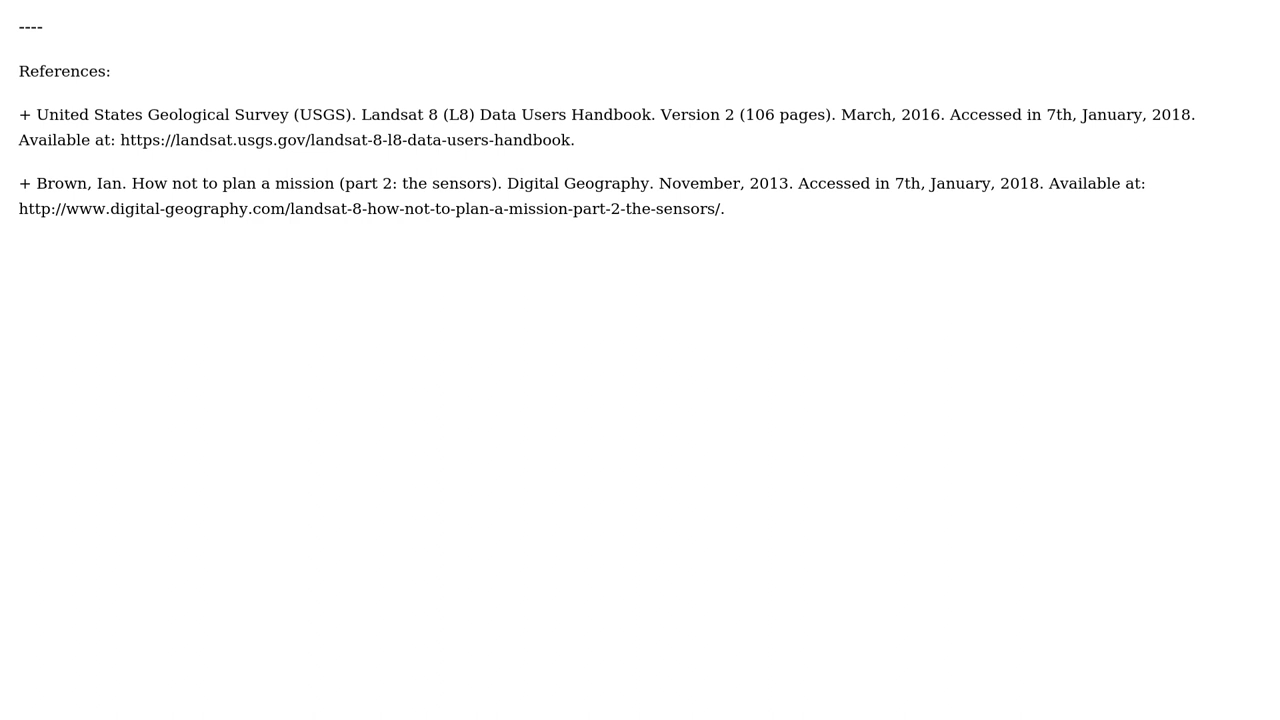 ----
References:
+ United States Geological Survey (USGS). Landsat 8 (L8) Data Users Handbook. Version 2 (106 pages). March, 2016. Accessed in 7th, January, 2018.
Available at: https://landsat.usgs.gov/landsat-8-l8-data-users-handbook.
+ Brown, Ian. How not to plan a mission (part 2: the sensors). Digital Geography. November, 2013. Accessed in 7th, January, 2018. Available at:
http://www.digital-geography.com/landsat-8-how-not-to-plan-a-mission-part-2-the-sensors/.